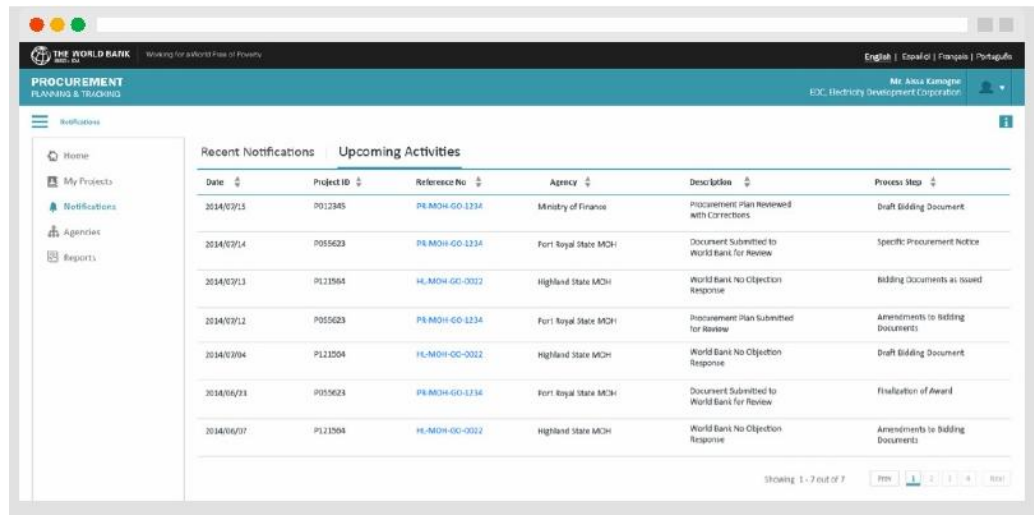 THE WORLD BANK
IBRD • IDA
Working for a World Free of Poverty
English | Español | Français | Português
PROCUREMENT
PLANNING & TRACKING
Mr. Aissa Kamogne
EDC, Electricity Development Corporation
Notifications
Home
My Projects
Notifications
Agencies
Reports
Recent Notifications | Upcoming Activities
Date Project ID Reference No Agency Description Process Step
2014/07/15 P012345 PR-MOH-GO-1234 Ministry of Finance Procurement Plan Reviewed with Corrections Draft Bidding Document
2014/07/14 P055623 PR-MOH-GO-1234 Port Royal State MOH Document Submitted to World Bank for Review Specific Procurement Notice
2014/07/13 P121564 HL-MOH-GO-0022 Highland State MOH World Bank No Objection Response Bidding Documents as Issued
2014/07/12 P055623 PR-MOH-GO-1234 Port Royal State MOH Procurement Plan Submitted for Review Amendments to Bidding Documents
2014/07/04 P121564 HL-MOH-GO-0022 Highland State MOH World Bank No Objection Response Draft Bidding Document
2014/06/23 P055623 PR-MOH-GO-1234 Port Royal State MOH Document Submitted to World Bank for Review Finalization of Award
2014/06/07 P121564 HL-MOH-GO-0022 Highland State MOH World Bank No Objection Response Amendments to Bidding Documents
Showing 1 - 7 out of 7 Prev 1 2 3 4 Next